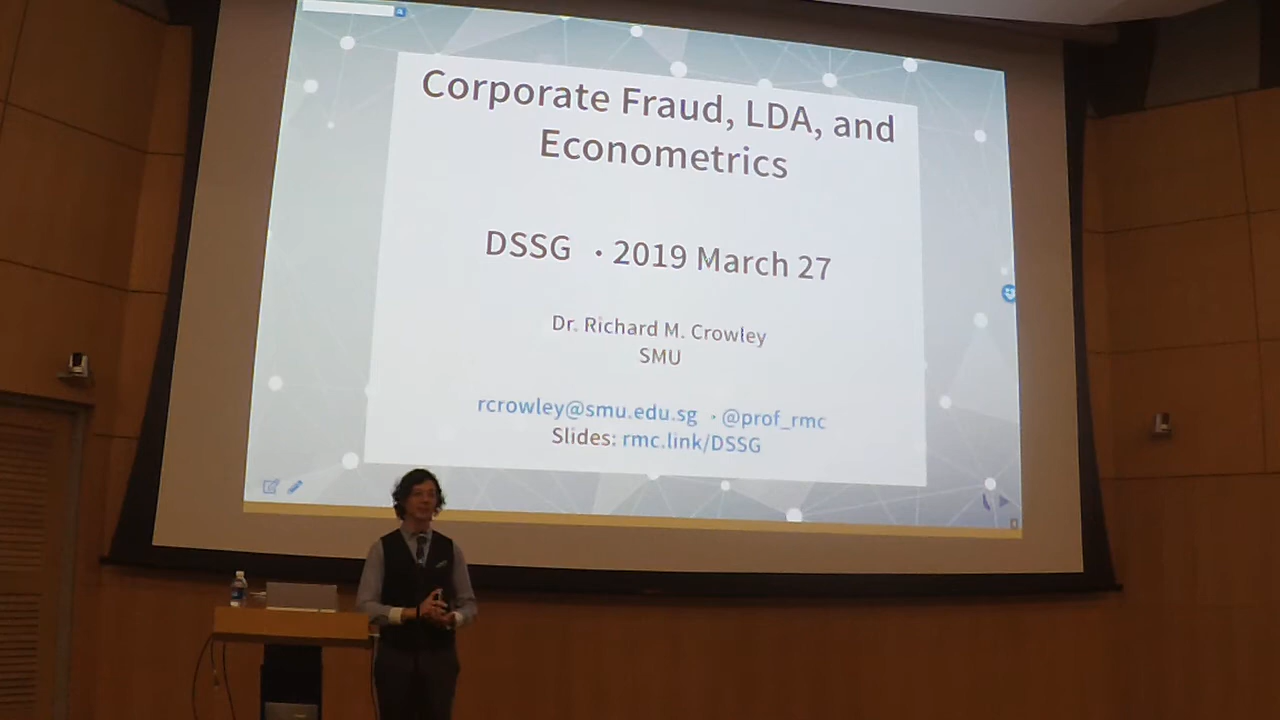 Corporate Fraud, LDA, and
Econometrics
DSSG · 2019 March 27
Dr. Richard M. Crowley
SMU
rcrowley@smu.edu.sg · @prof_rmc
Slides: rmc.link/DSSG